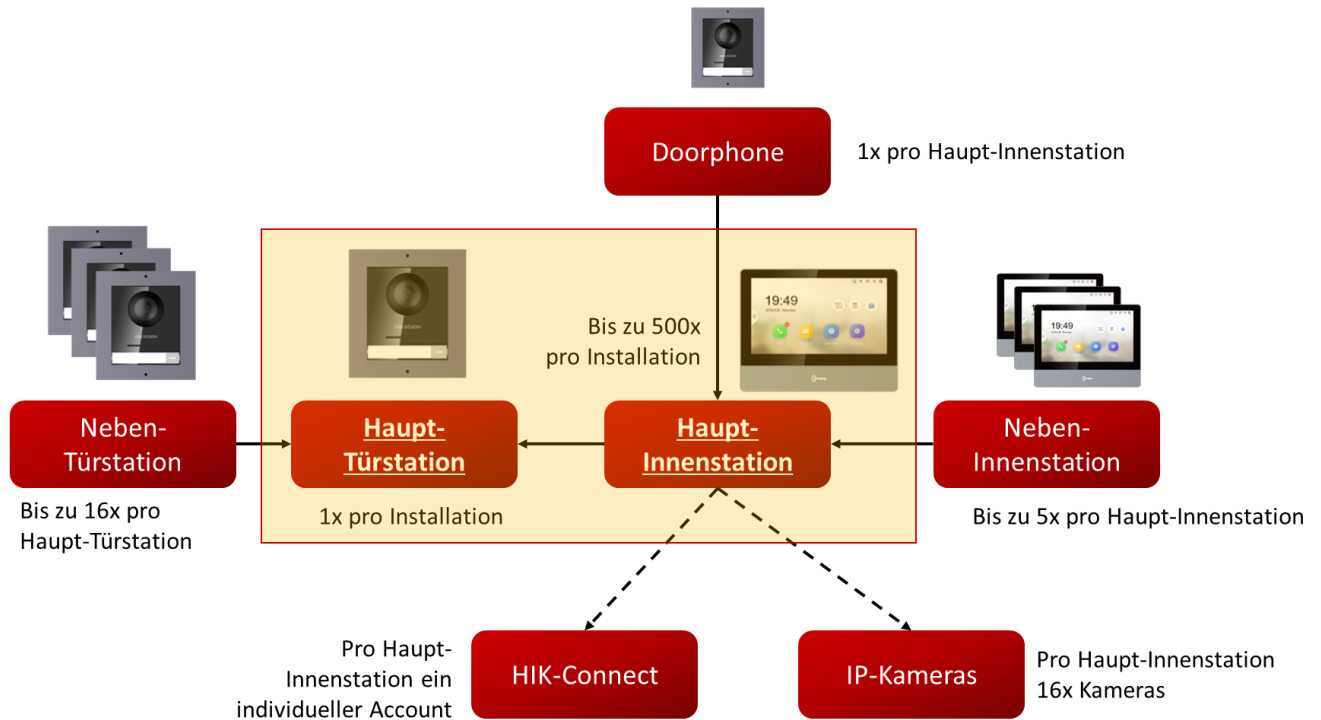 Doorphone
1x pro Haupt-Innenstation
HIKVISION
Bis zu 500x
pro Installation
19:49
19:49
Neben-
Türstation
Haupt-
Türstation
Haupt-
Innenstation
Neben-
Innenstation
Bis zu 16x pro
Haupt-Türstation
1x pro Installation
Bis zu 5x pro Haupt-Innenstation
Pro Haupt-
Innenstation ein
individueller Account
HIK-Connect
IP-Kameras
Pro Haupt-Innenstation
16x Kameras